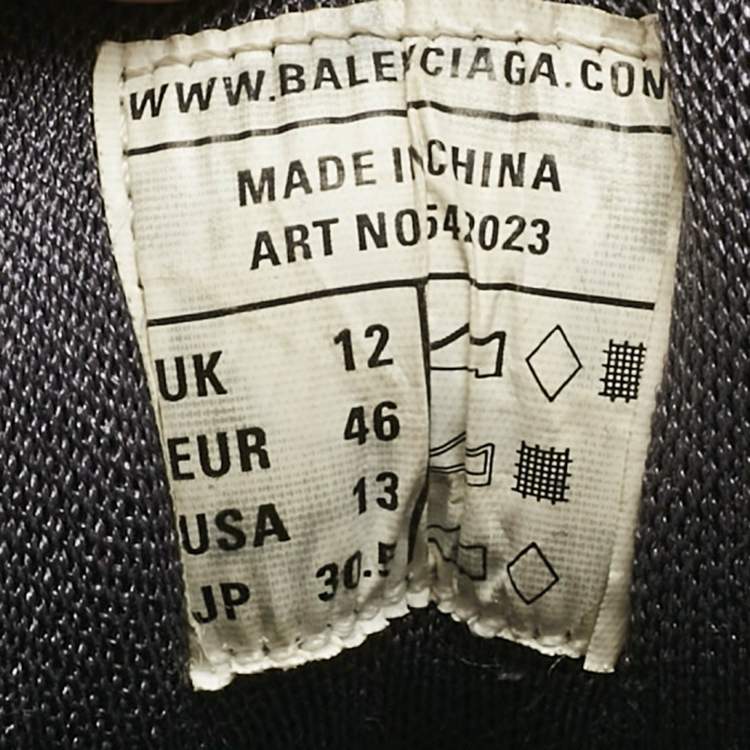 WWW.BALENCIAGA.COM
MADE IN CHINA
ART NO542023
UK 12
EUR 46
USA 13
JP 30.5